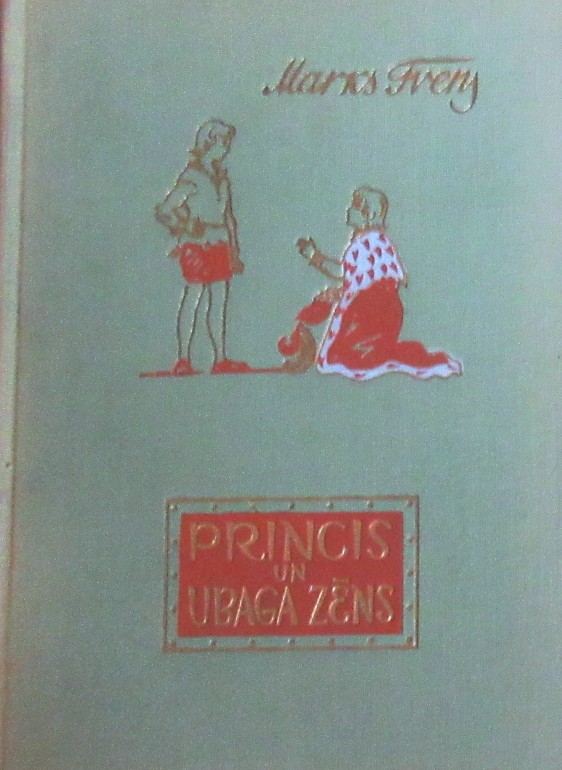 Marks Tvens
PRINCIS
UN
UBAGA ZĒNS